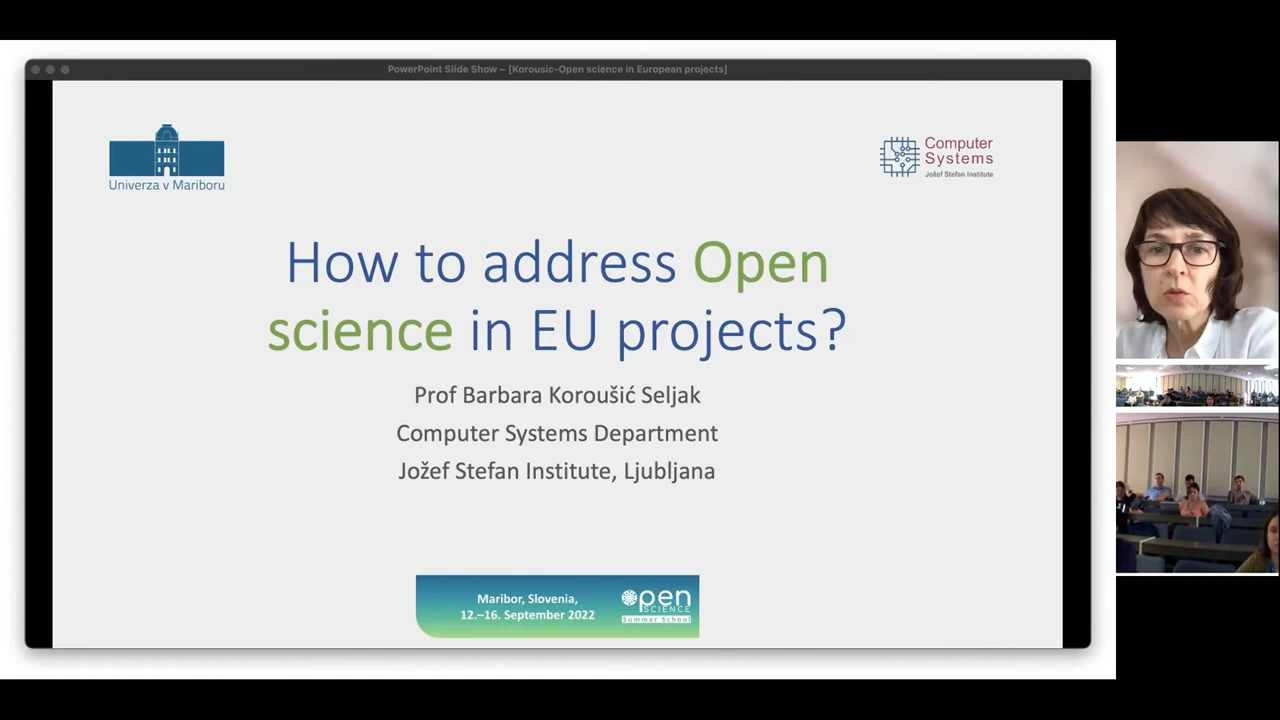 PowerPoint Slide Show – [Korousic-Open science in European projects]
Univerza v Mariboru
Computer
Systems
Jožef Stefan Institute
How to address Open
science in EU projects?
Prof Barbara Koroušić Seljak
Computer Systems Department
Jožef Stefan Institute, Ljubljana
Maribor, Slovenia,
12.–16. September 2022
Open
SCIENCE
Summer School